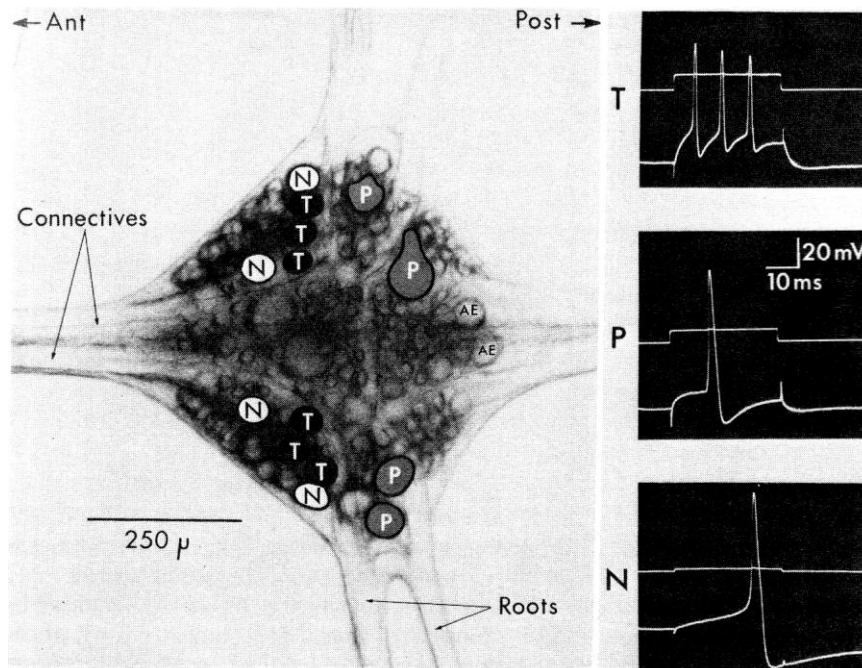 ← Ant
Post →
Connectives
N
T
T
T
N
P
P
AE
AE
N
T
T
T
N
P
P
250 µ
Roots
T
P
20 mV
10 ms
N